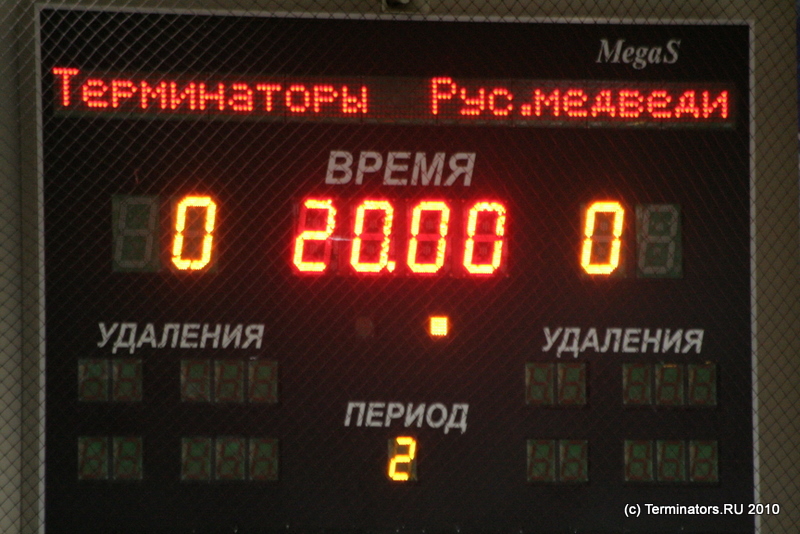 MegaS
Терминаторы Рус.медведи
ВРЕМЯ
0 20.00 0
УДАЛЕНИЯ УДАЛЕНИЯ
ПЕРИОД
2
(c) Terminators.RU 2010